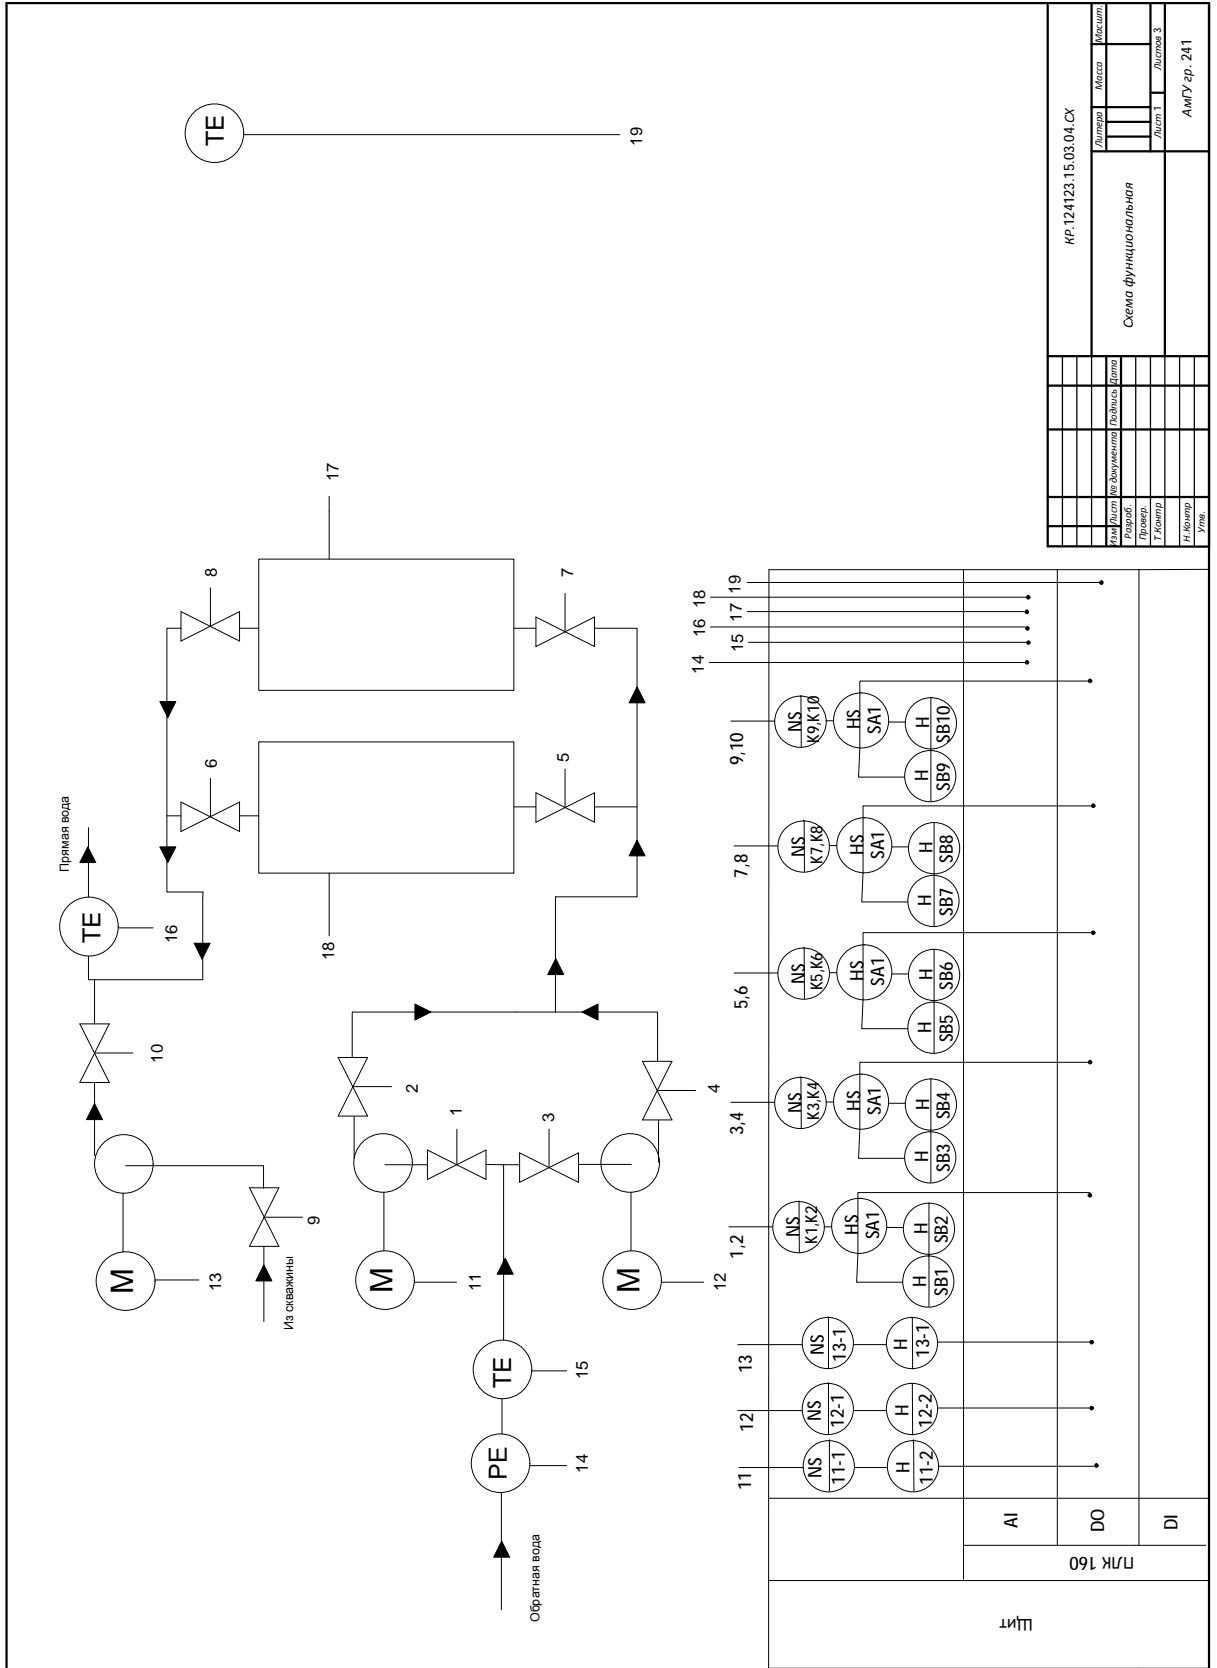 TE
19
Прямая вода
TE
16
10
13
M
9
Из скважины
8
6
17
18
7
5
2
1
3
4
M
11
M
12
TE
15
PE
14
Обратная вода
11
12
13
1,2
3,4
5,6
7,8
9,10
14
15
16
17
18
19
NS
11-1
H
11-2
NS
12-1
H
12-2
NS
13-1
H
13-1
NS
K1,K2
HS
SA1
H
SB1
H
SB2
NS
K3,K4
HS
SA1
H
SB3
H
SB4
NS
K5,K6
HS
SA1
H
SB5
H
SB6
NS
K7,K8
HS
SA1
H
SB7
H
SB8
NS
K9,K10
HS
SA1
H
SB9
H
SB10
Щит
ПЛК 160
AI
DO
DI
КР.124123.15.03.04.СХ
Изм Лист № документа Подпись Дата
Разраб.
Провер.
Т.Контр
Н.Контр
Утв.
Схема функциональная
Литера Масса Масшт.
Лист 1 Листов 3
АмГУ гр. 241